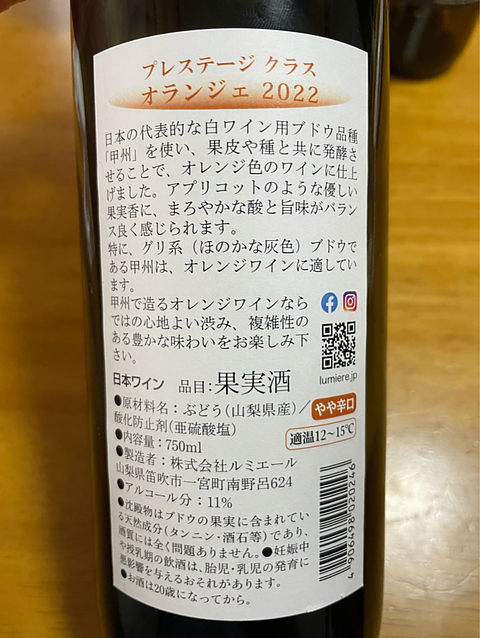 プレステージ クラス
オランジェ 2022
日本の代表的な白ワイン用ブドウ品種
「甲州」を使い、果皮や種と共に発酵さ
せることで、オレンジ色のワインに仕上
げました。アプリコットのような優しい
果実香に、まろやかな酸と旨味がバラン
ス良く感じられます。
特に、グリ系（ほのかな灰色）ブドウで
ある甲州は、オレンジワインに適してい
ます。
甲州で造るオレンジワインなら
ではの心地よい渋み、複雑性の
ある豊かな味わいをお楽しみ下
さい。
lumiere.jp
日本ワイン 品目:果実酒
●原材料名：ぶどう(山梨県産)／
酸化防止剤(亜硫酸塩)
やや辛口
●内容量：750ml
適温12〜15℃
●製造者：株式会社ルミエール
山梨県笛吹市一宮町南野呂624
●アルコール分：11%
●沈殿物はブドウの果実に含まれてい
る天然成分(タンニン・酒石等)であり、
酒質には全く問題ありません。●妊娠中
や授乳期の飲酒は、胎児・乳児の発育に
悪影響を与えるおそれがあります。
●お酒は20歳になってから。
4 906498 020246